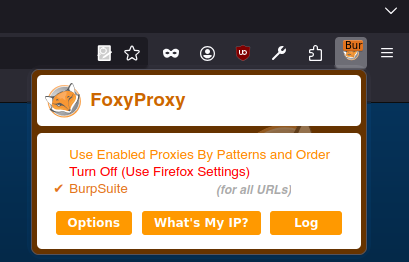 Bur
UD
FoxyProxy
Use Enabled Proxies By Patterns and Order
Turn Off (Use Firefox Settings)
✔ BurpSuite (for all URLs)
Options What's My IP? Log